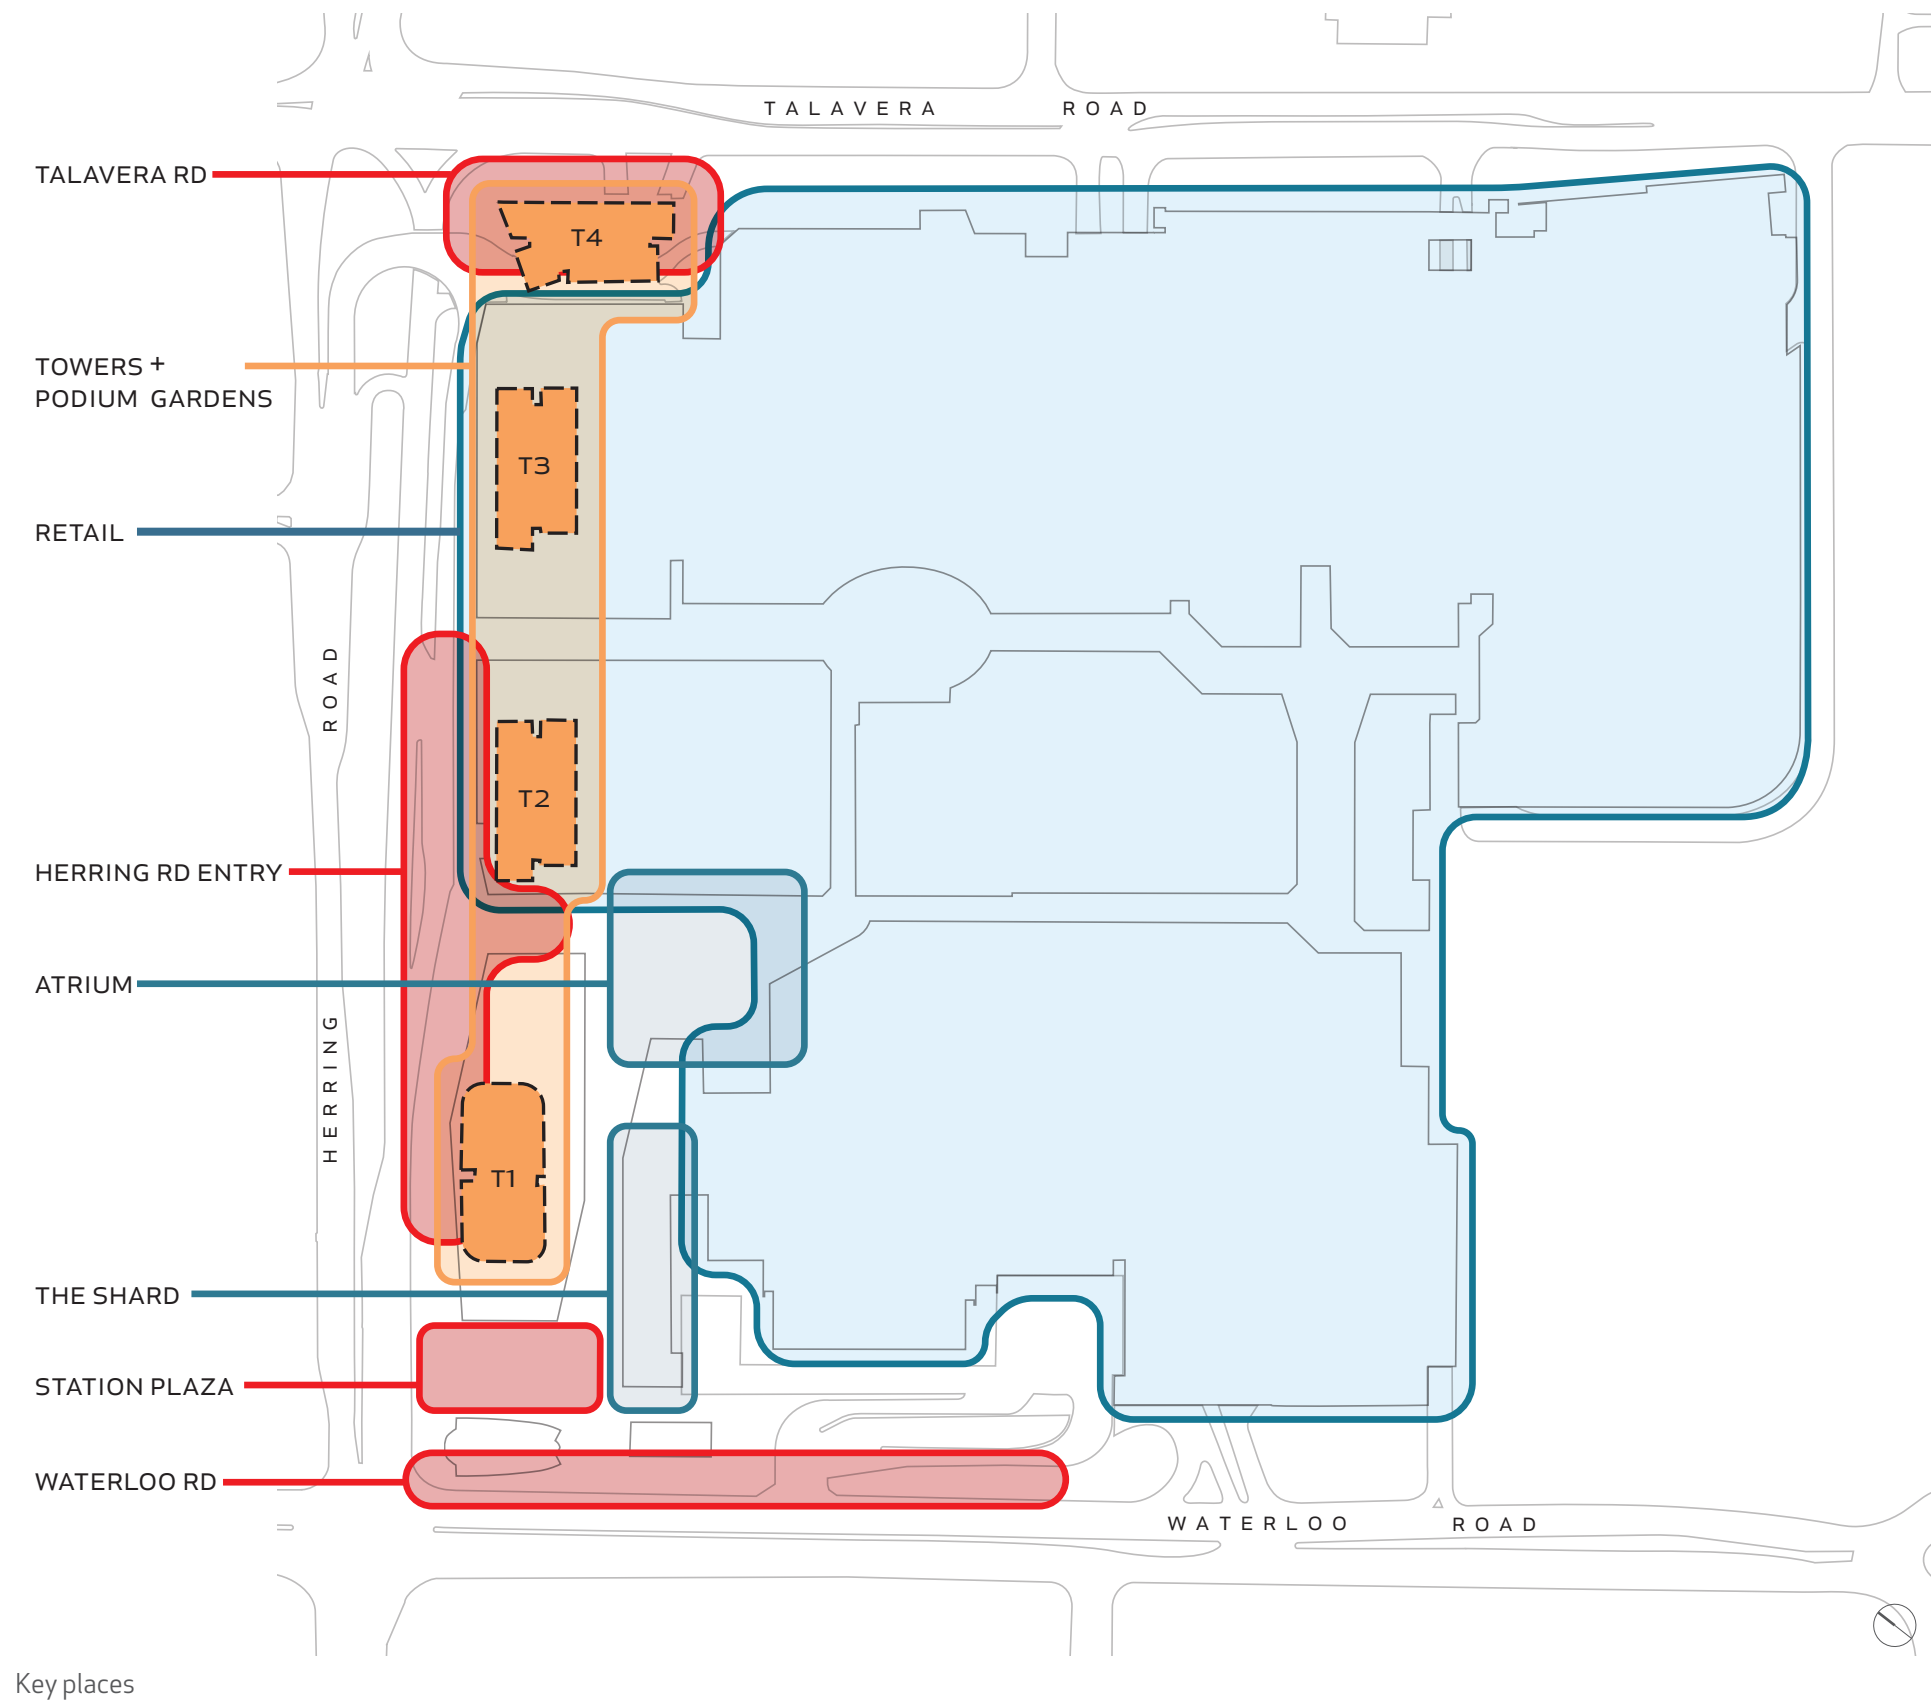 TALAVERA ROAD
TALAVERA RD
T4
TOWERS +
PODIUM GARDENS
T3
RETAIL
HERRING ROAD
T2
HERRING RD ENTRY
ATRIUM
T1
THE SHARD
STATION PLAZA
WATERLOO RD
WATERLOO ROAD
Key places